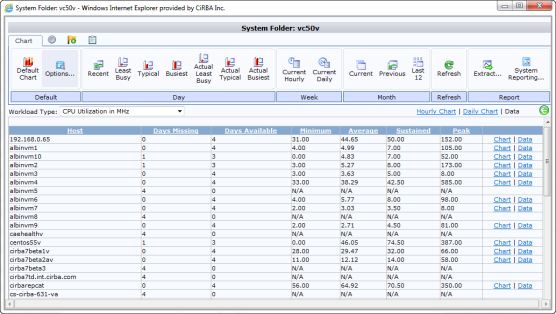 System Folder: vc50v - Windows Internet Explorer provided by CiRBA Inc.
System Folder: vc50v
Chart
Default Chart Options... Recent Least Busy Typical Busiest Actual Least Busy Actual Typical Actual Busiest Current Hourly Current Daily Current Previous Last 12 Refresh Extract... System Reporting...
Default Day Week Month Refresh Report
Workload Type: CPU Utilization in MHz Hourly Chart | Daily Chart | Data
Host Days Missing Days Available Minimum Average Sustained Peak
192.168.0.65 0 4 31.00 44.65 50.00 152.00 Chart | Data
albinvm1 0 4 4.00 4.99 7.00 105.00 Chart | Data
albinvm10 1 3 0.00 4.83 7.00 52.00 Chart | Data
albinvm2 1 3 3.00 5.27 8.00 173.00 Chart | Data
albinvm3 0 4 3.00 3.63 5.00 8.00 Chart | Data
albinvm4 0 4 33.00 38.29 42.50 585.00 Chart | Data
albinvm5 4 0 N/A N/A N/A N/A
albinvm6 0 4 4.00 5.77 8.00 98.00 Chart | Data
albinvm7 0 4 2.00 3.03 3.50 8.00 Chart | Data
albinvm8 4 0 N/A N/A N/A N/A
albinvm9 0 4 2.00 2.71 4.50 81.00 Chart | Data
caehealthv 4 0 N/A N/A N/A N/A
centos55v 1 3 0.00 46.05 74.50 387.00 Chart | Data
cirba7beta1v 0 4 28.00 29.47 32.00 66.00 Chart | Data
cirba7beta2av 0 4 11.00 12.12 14.00 58.00 Chart | Data
cirba7beta3 4 0 N/A N/A N/A N/A
cirba7td.int.cirba.com 4 0 N/A N/A N/A N/A
cirbarepcat 0 4 56.00 64.92 70.50 350.00 Chart | Data
cs-cirba-631-va 4 0 N/A N/A N/A N/A